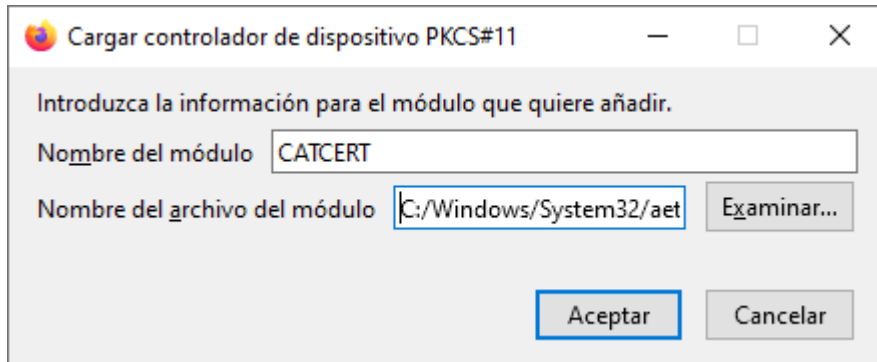 Cargar controlador de dispositivo PKCS#11
Introduzca la información para el módulo que quiere añadir.
Nombre del módulo CATCERT
Nombre del archivo del módulo C:/Windows/System32/aet Examinar...
Aceptar Cancelar